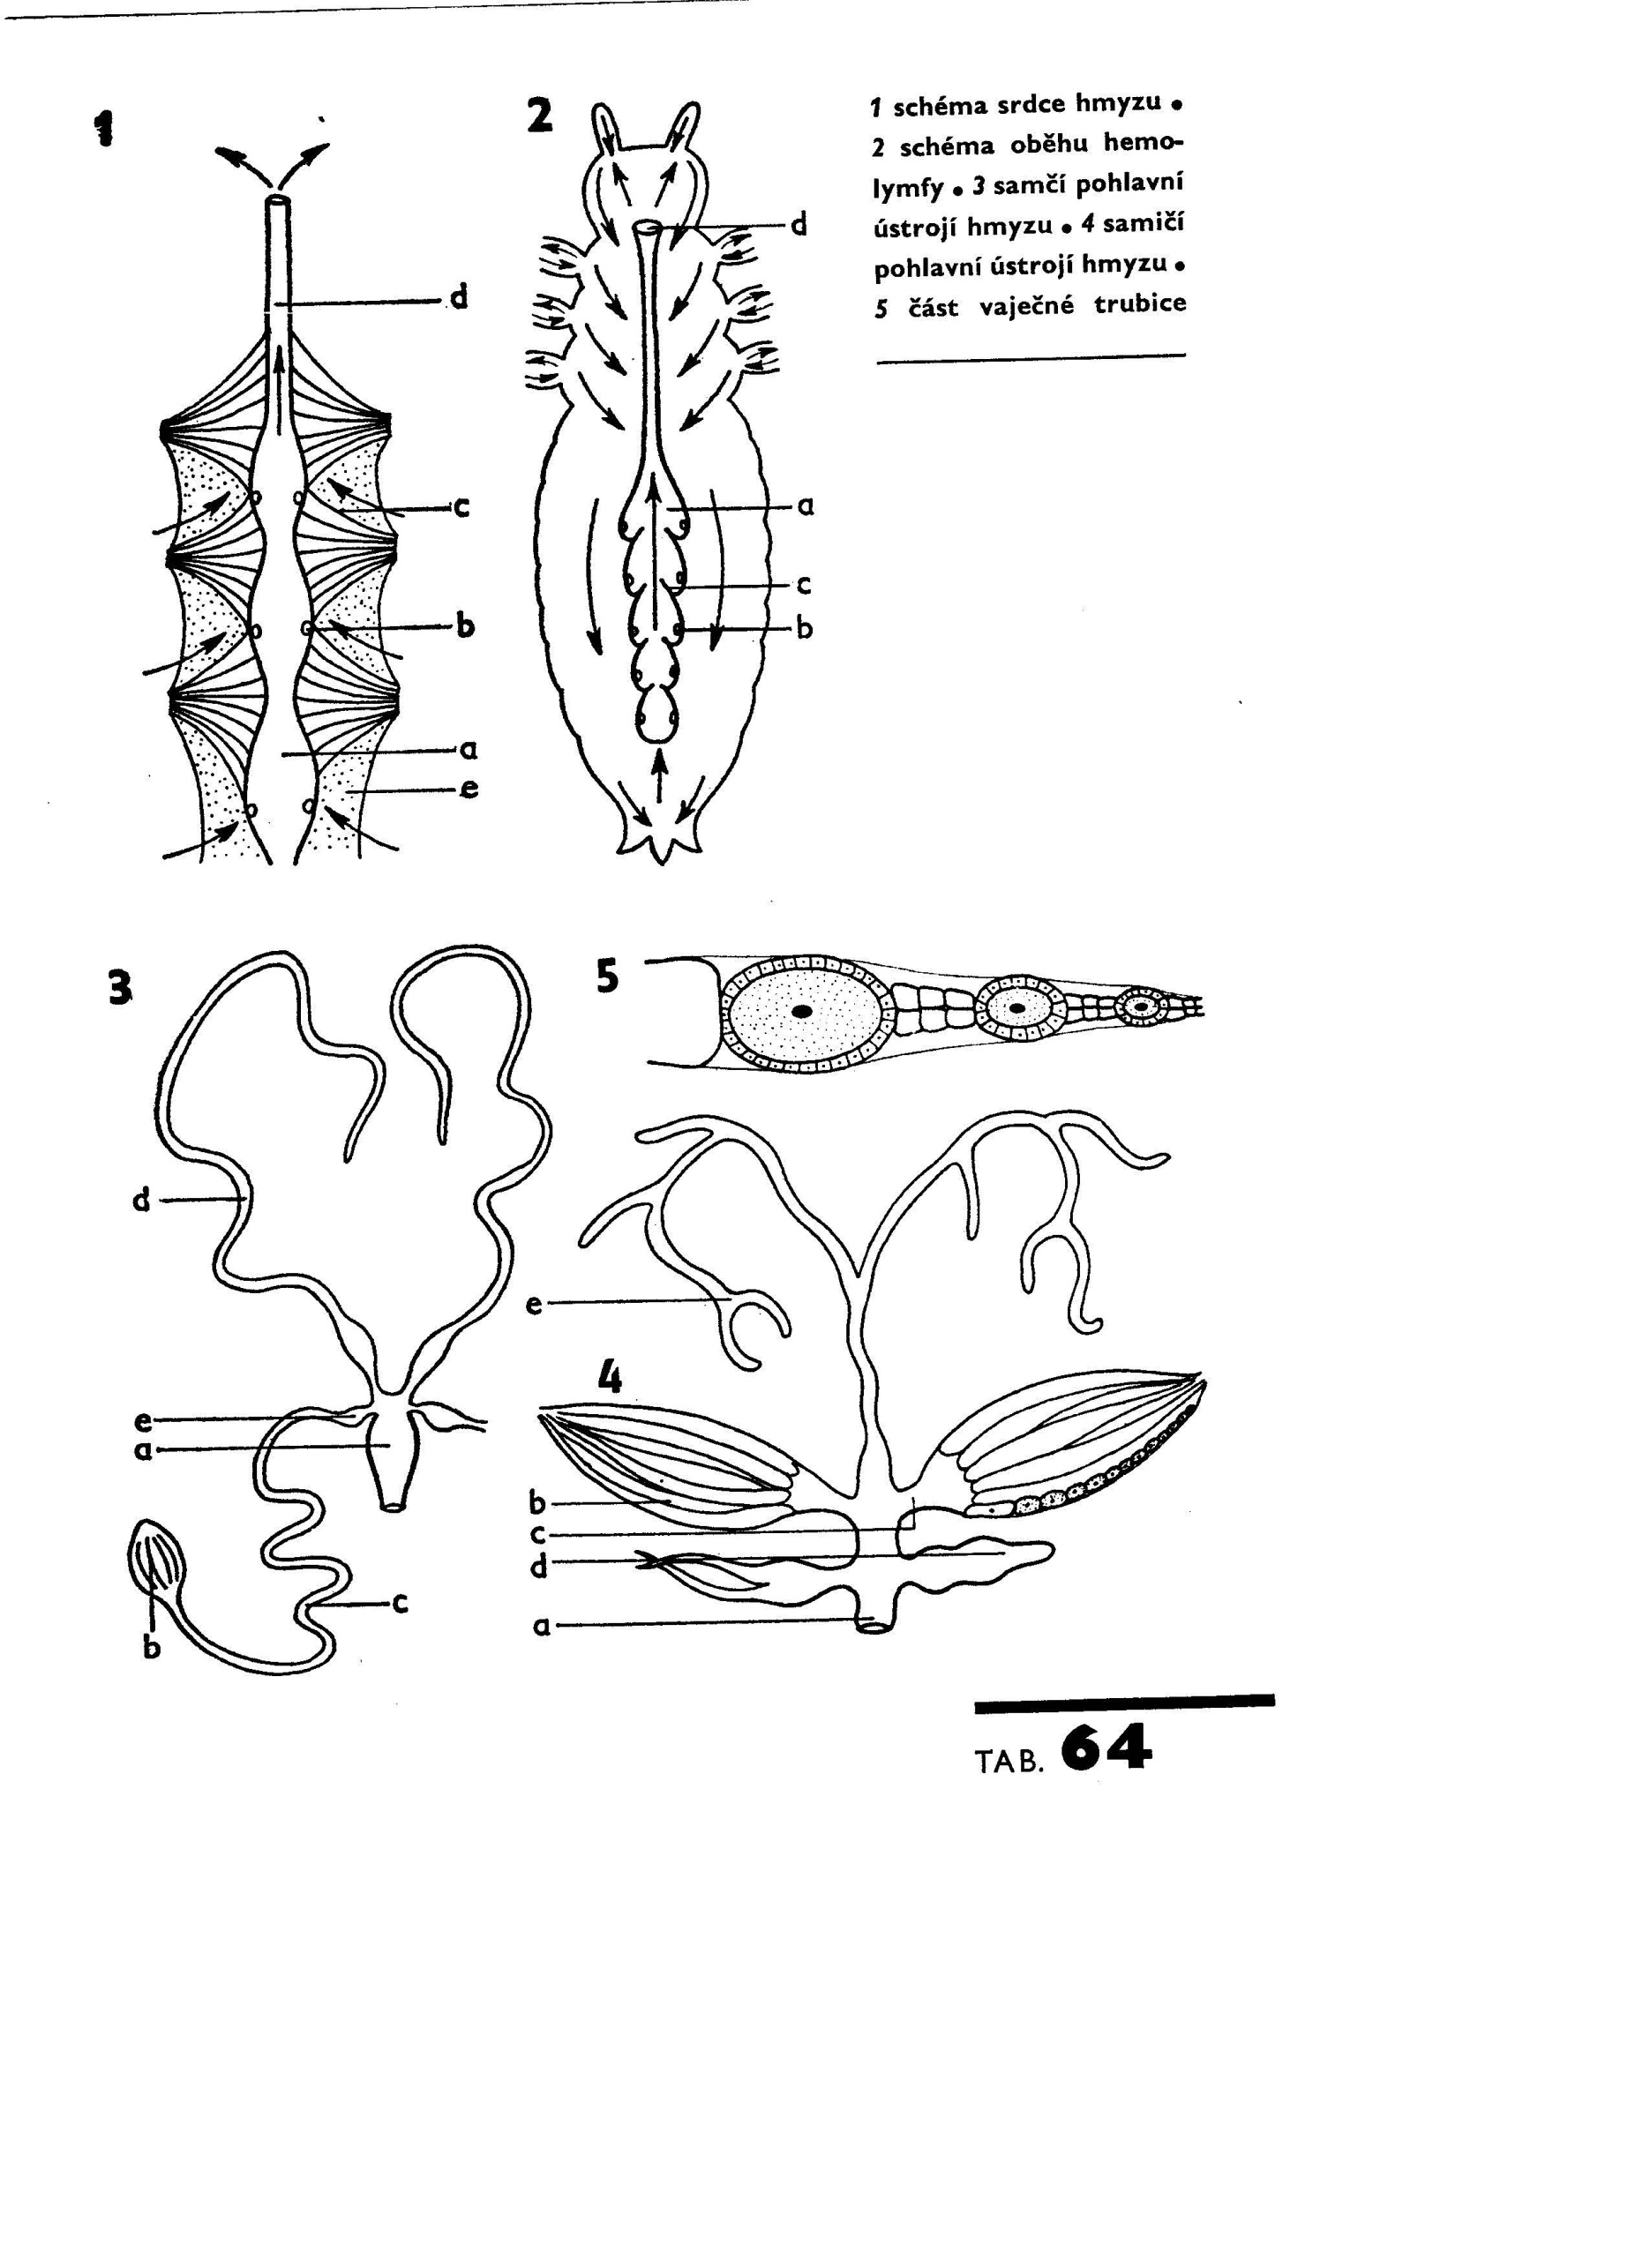 1
2
1 schéma srdce hmyzu •
2 schéma oběhu hemo-
lymfy • 3 samčí pohlavní
ústrojí hmyzu • 4 samičí
pohlavní ústrojí hmyzu •
5 část vaječné trubice
d
c
b
a
e
d
a
c
b
3
d
e
a
c
b
5
e
4
b
c
d
a
TAB. 64